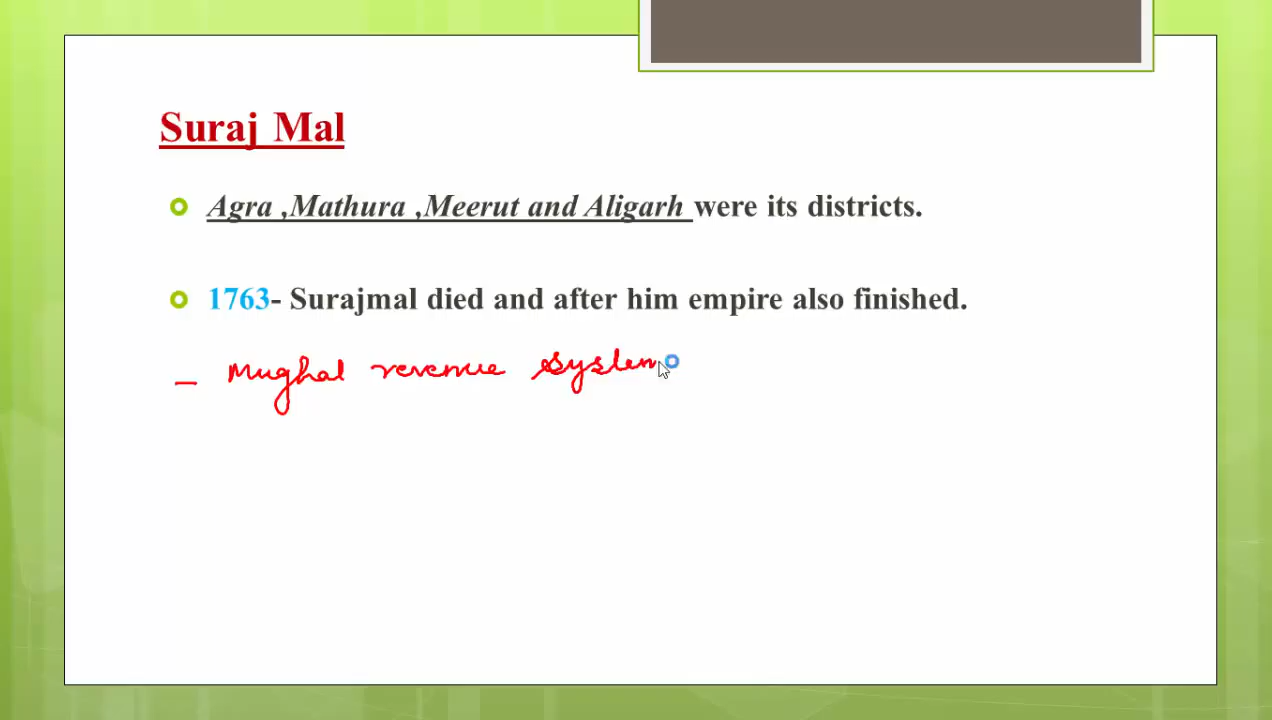 Suraj Mal
Agra ,Mathura ,Meerut and Aligarh were its districts.
1763- Surajmal died and after him empire also finished.
– Mughal revenue system